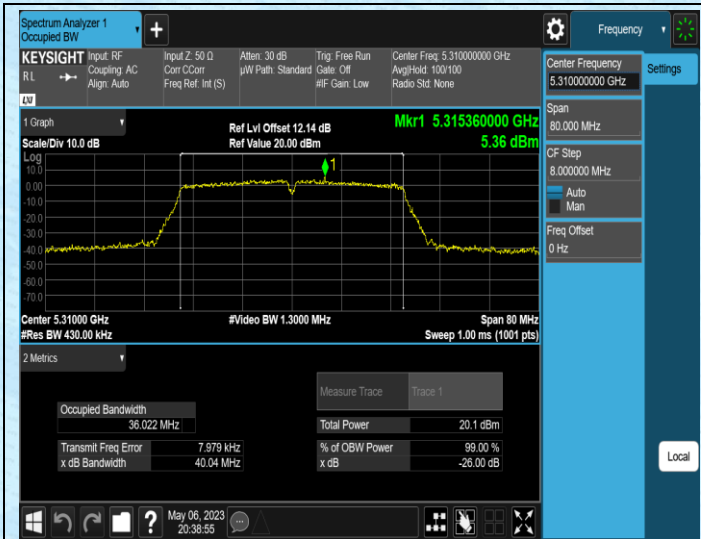 Spectrum Analyzer 1
Occupied BW
+
Frequency
KEYSIGHT Input: RF
RL
Coupling: AC
Align: Auto
LXI
Input Z: 50 Ω
Corr CCorr
Freq Ref: Int (S)
Atten: 30 dB
µW Path: Standard
Trig: Free Run
Gate: Off
#IF Gain: Low
Center Freq: 5.310000000 GHz
Avg|Hold: 100/100
Radio Std: None
Center Frequency
5.310000000 GHz
Settings
Span
80.000 MHz
CF Step
8.000000 MHz
Auto
Man
Freq Offset
0 Hz
Local
1 Graph
Scale/Div 10.0 dB
Ref Lvl Offset 12.14 dB
Ref Value 20.00 dBm
Mkr1 5.315360000 GHz
5.36 dBm
Log
10.0
0.00
-10.0
-20.0
-30.0
-40.0
-50.0
-60.0
-70.0
1
Center 5.31000 GHz
#Res BW 430.00 kHz
#Video BW 1.3000 MHz
Span 80 MHz
Sweep 1.00 ms (1001 pts)
2 Metrics
Measure Trace
Trace 1
Occupied Bandwidth
36.022 MHz
Total Power 20.1 dBm
Transmit Freq Error 7.979 kHz
% of OBW Power 99.00 %
x dB Bandwidth 40.04 MHz
x dB -26.00 dB
?
May 06, 2023
20:38:55